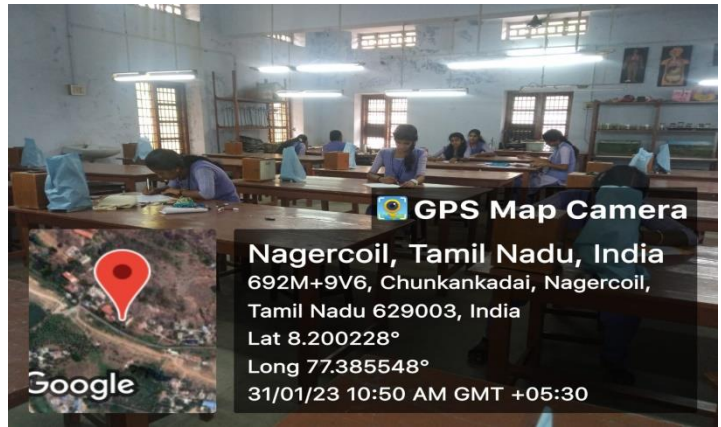 GPS Map Camera
Nagercoil, Tamil Nadu, India
692M+9V6, Chunkankadai, Nagercoil,
Tamil Nadu 629003, India
Lat 8.200228°
Long 77.385548°
31/01/23 10:50 AM GMT +05:30
Google